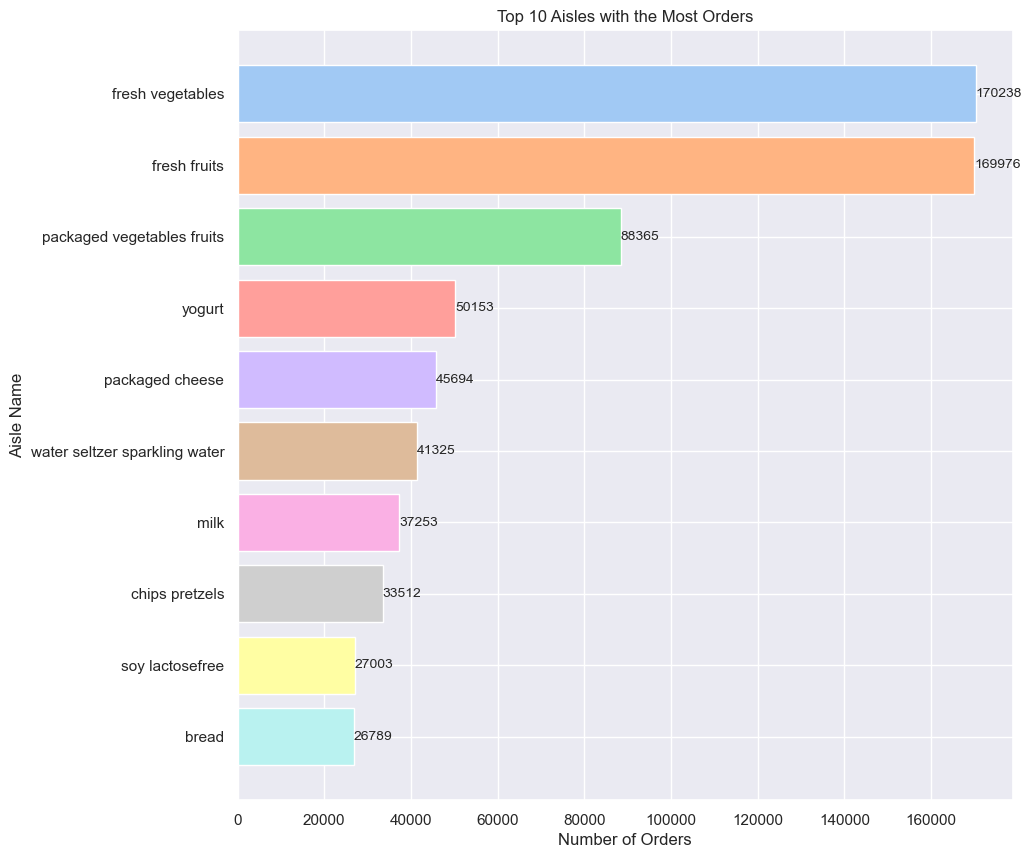 Top 10 Aisles with the Most Orders
fresh vegetables
170238
fresh fruits
169976
packaged vegetables fruits
88365
yogurt
50153
packaged cheese
45694
Aisle Name
water seltzer sparkling water
41325
milk
37253
chips pretzels
33512
soy lactosefree
27003
bread
26789
0 20000 40000 60000 80000 100000 120000 140000 160000
Number of Orders